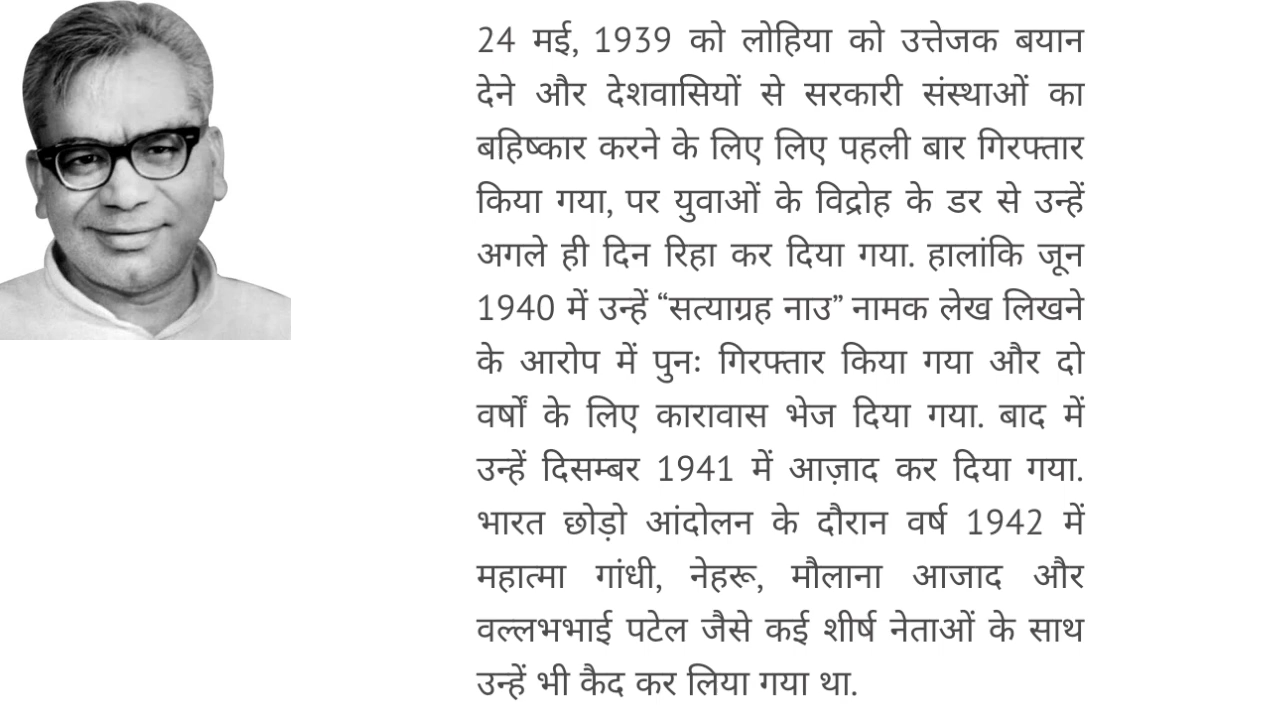 24 मई, 1939 को लोहिया को उत्तेजक बयान
देने और देशवासियों से सरकारी संस्थाओं का
बहिष्कार करने के लिए लिए पहली बार गिरफ्तार
किया गया, पर युवाओं के विद्रोह के डर से उन्हें
अगले ही दिन रिहा कर दिया गया. हालांकि जून
1940 में उन्हें “सत्याग्रह नाउ” नामक लेख लिखने
के आरोप में पुनः गिरफ्तार किया गया और दो
वर्षों के लिए कारावास भेज दिया गया. बाद में
उन्हें दिसम्बर 1941 में आज़ाद कर दिया गया.
भारत छोड़ो आंदोलन के दौरान वर्ष 1942 में
महात्मा गांधी, नेहरू, मौलाना आजाद और
वल्लभभाई पटेल जैसे कई शीर्ष नेताओं के साथ
उन्हें भी कैद कर लिया गया था.